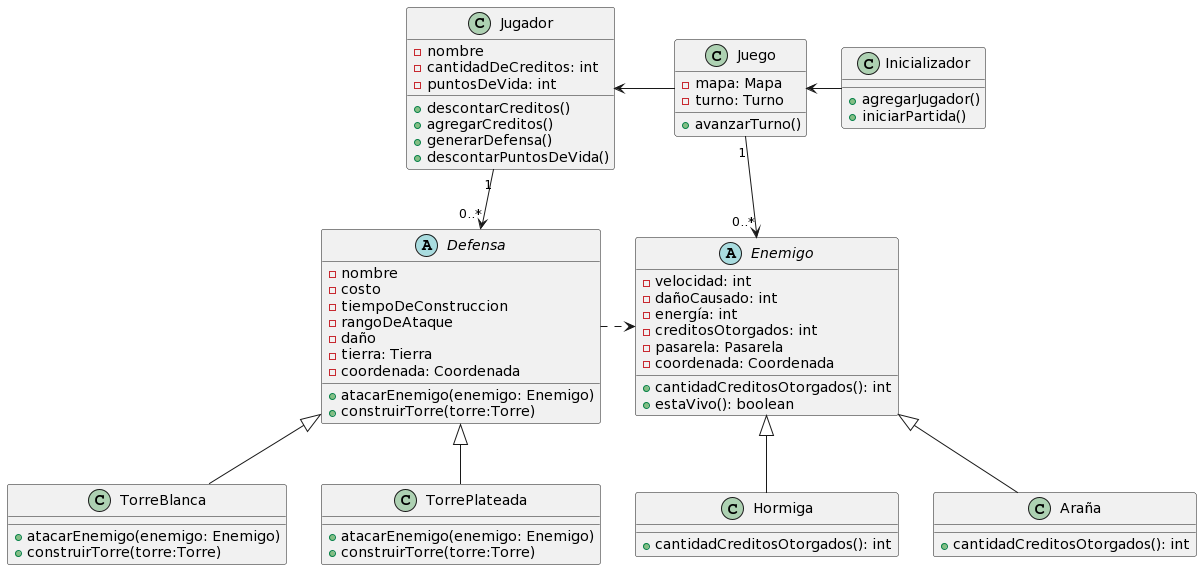 C Jugador
nombre
cantidadDeCreditos: int
puntosDeVida: int
descontarCreditos()
agregarCreditos()
generarDefensa()
descontarPuntosDeVida()
C Juego
mapa: Mapa
turno: Turno
avanzarTurno()
C Inicializador
agregarJugador()
iniciarPartida()
1
0..*
1
0..*
A Defensa
nombre
costo
tiempoDeConstruccion
rangoDeAtaque
daño
tierra: Tierra
coordenada: Coordenada
atacarEnemigo(enemigo: Enemigo)
construirTorre(torre:Torre)
A Enemigo
velocidad: int
dañoCausado: int
energía: int
creditosOtorgados: int
pasarela: Pasarela
coordenada: Coordenada
cantidadCreditosOtorgados(): int
estaVivo(): boolean
C TorreBlanca
atacarEnemigo(enemigo: Enemigo)
construirTorre(torre:Torre)
C TorrePlateada
atacarEnemigo(enemigo: Enemigo)
construirTorre(torre:Torre)
C Hormiga
cantidadCreditosOtorgados(): int
C Araña
cantidadCreditosOtorgados(): int